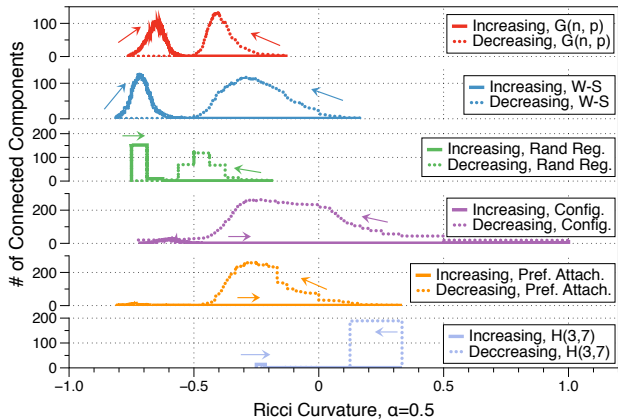 100
0
Increasing, G(n, p)
Decreasing, G(n, p)
100
0
Increasing, W-S
Decreasing, W-S
200
150
100
0
Increasing, Rand Reg.
Decreasing, Rand Reg.
200
0
Increasing, Config.
Decreasing, Config.
200
0
Increasing, Pref. Attach.
Decreasing, Pref. Attach.
200
150
100
0
Increasing, H(3,7)
Deccreasing, H(3,7)
# of Connected Components
−1.0
−0.5
0
0.5
1.0
Ricci Curvature, α=0.5